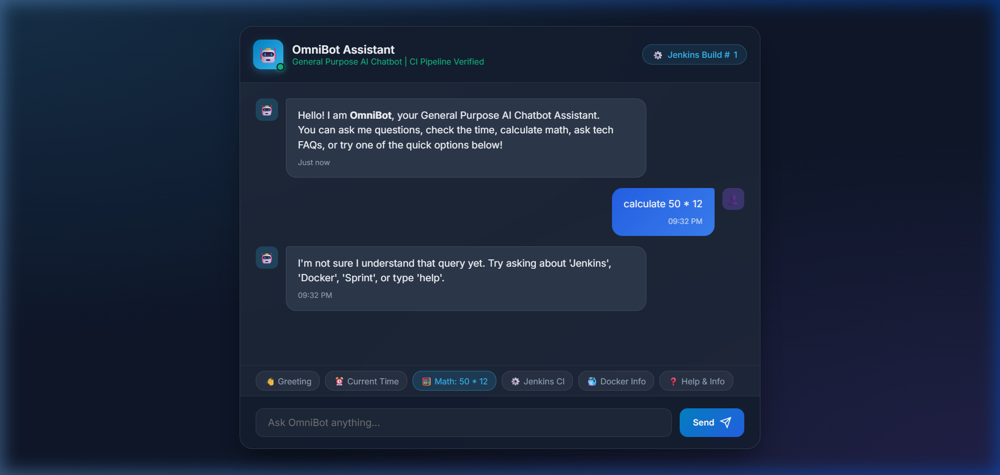 OmniBot Assistant
General Purpose AI Chatbot | CI Pipeline Verified
Jenkins Build # 1
Hello! I am OmniBot, your General Purpose AI Chatbot Assistant.
You can ask me questions, check the time, calculate math, ask tech
FAQs, or try one of the quick options below!
Just now
calculate 50 * 12
09:32 PM
I'm not sure I understand that query yet. Try asking about 'Jenkins',
'Docker', 'Sprint', or type 'help'.
09:32 PM
Greeting
Current Time
Math: 50 * 12
Jenkins CI
Docker Info
Help & Info
Ask OmniBot anything...
Send